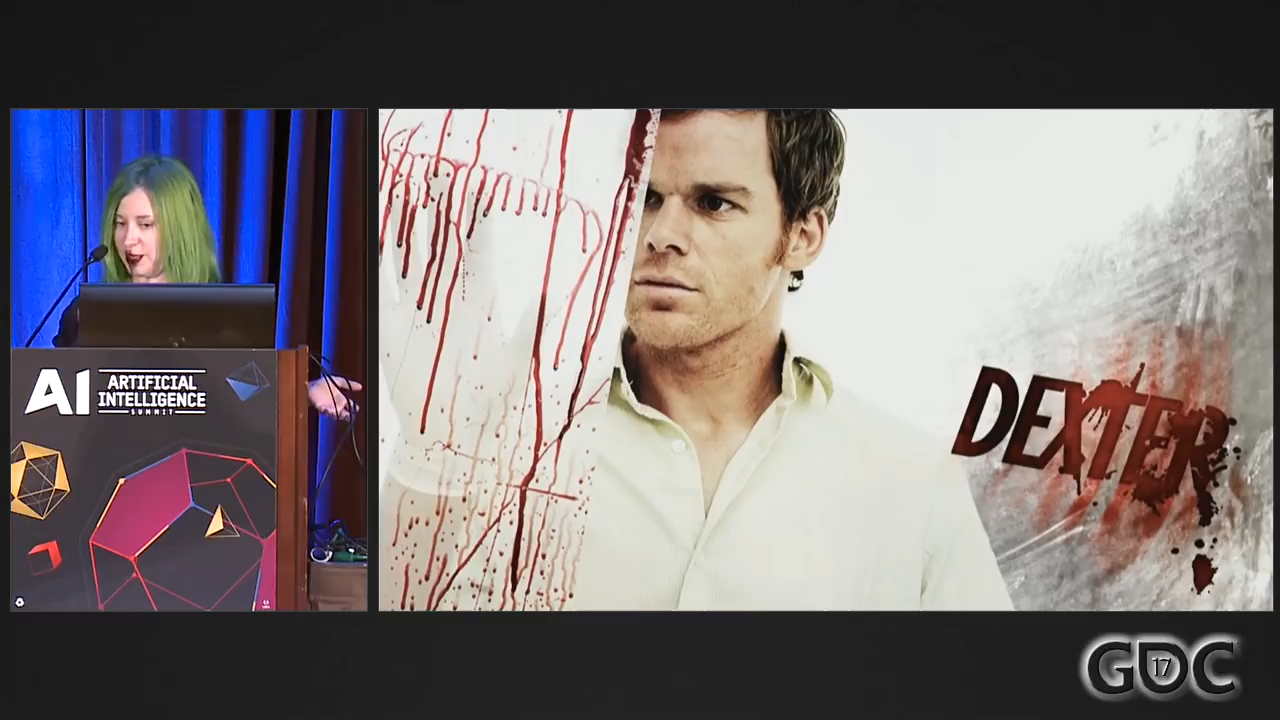 AI
ARTIFICIAL
INTELLIGENCE
SUMMIT
DEXTER
GDC
17